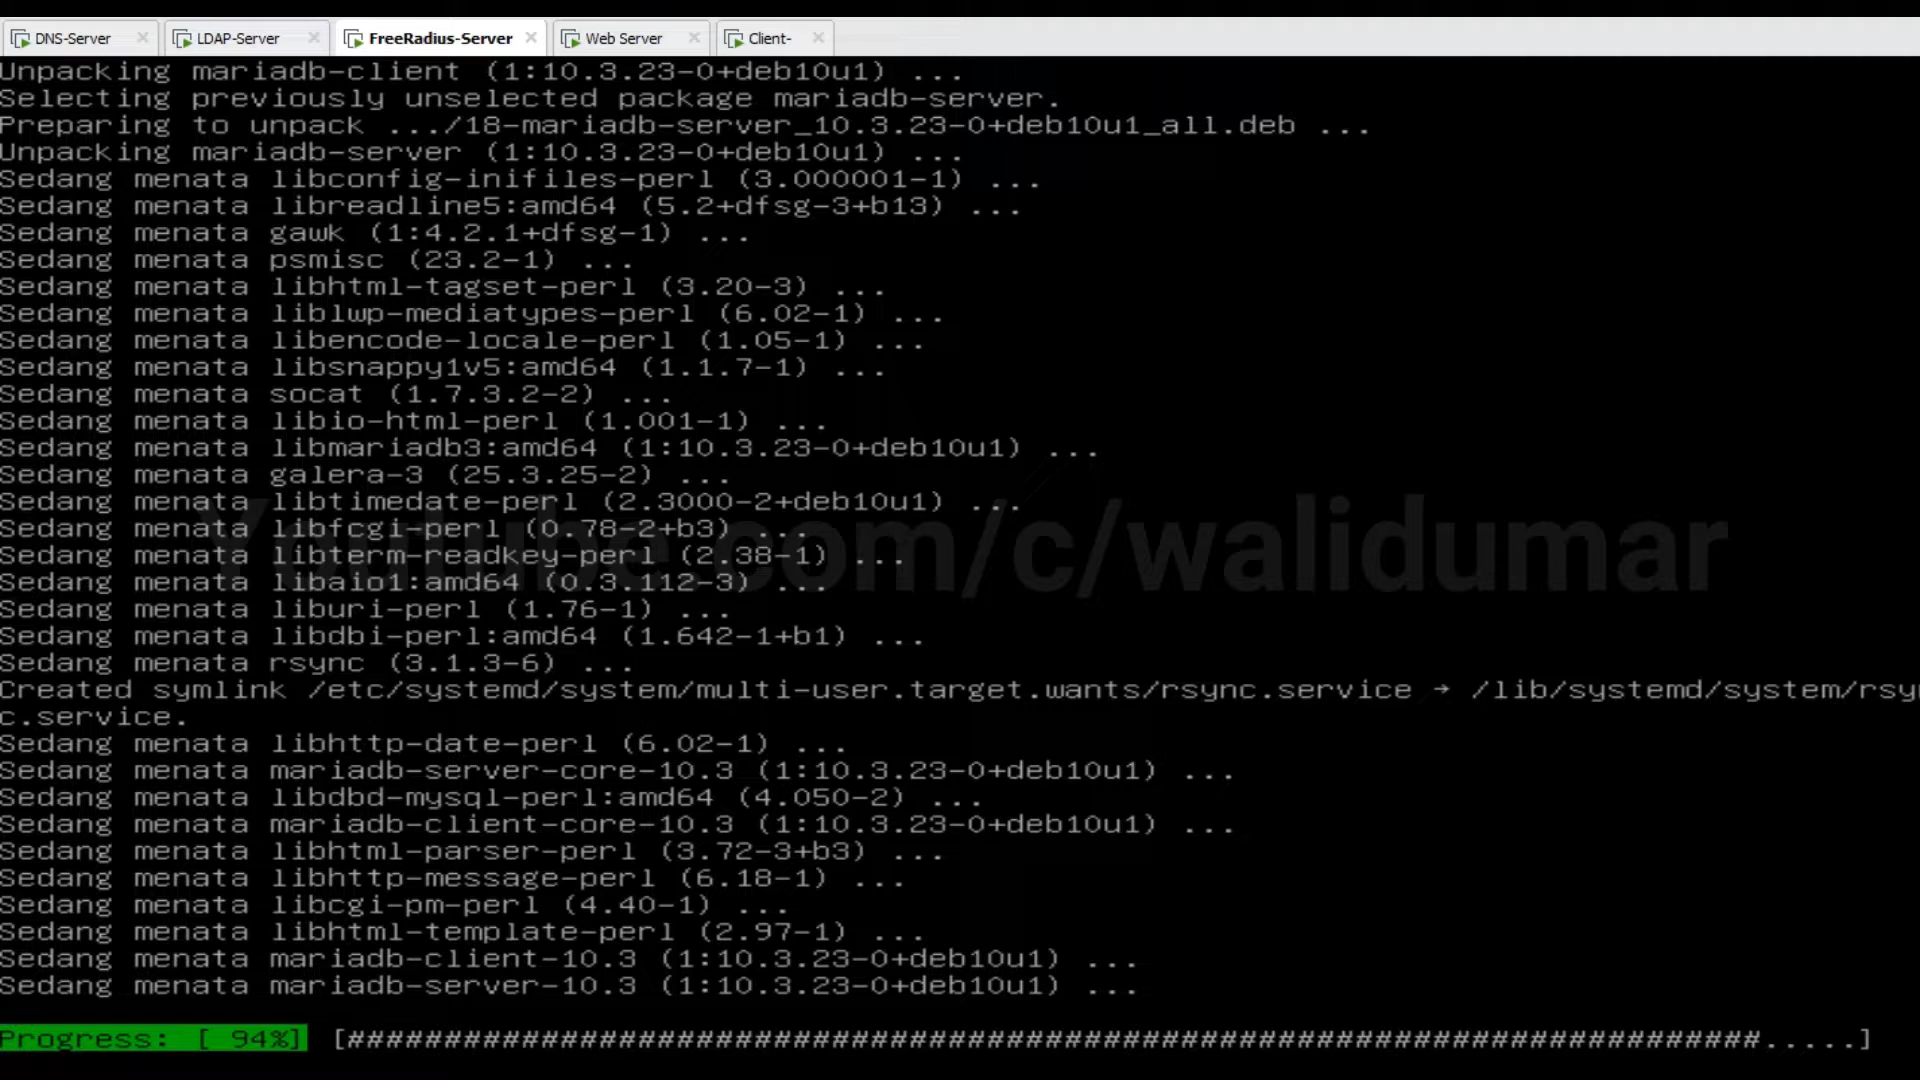 DNS-Server LDAP-Server FreeRadius-Server Web Server Client-
Unpacking mariadb-client (1:10.3.23-0+deb10u1) ...
Selecting previously unselected package mariadb-server.
Preparing to unpack .../18-mariadb-server_10.3.23-0+deb10u1_all.deb ...
Unpacking mariadb-server (1:10.3.23-0+deb10u1) ...
Sedang menata libconfig-inifiles-perl (3.000001-1) ...
Sedang menata libreadline5:amd64 (5.2+dfsg-3+b13) ...
Sedang menata gawk (1:4.2.1+dfsg-1) ...
Sedang menata psmisc (23.2-1) ...
Sedang menata libhtml-tagset-perl (3.20-3) ...
Sedang menata liblwp-mediatypes-perl (6.02-1) ...
Sedang menata libencode-locale-perl (1.05-1) ...
Sedang menata libsnappy1v5:amd64 (1.1.7-1) ...
Sedang menata socat (1.7.3.2-2) ...
Sedang menata libio-html-perl (1.001-1) ...
Sedang menata libmariadb3:amd64 (1:10.3.23-0+deb10u1) ...
Sedang menata galera-3 (25.3.25-2) ...
Sedang menata libtimedate-perl (2.3000-2+deb10u1) ...
Sedang menata libfcgi-perl (0.78-2+b3) ...
Sedang menata libterm-readkey-perl (2.38-1) ...
Youtube.com/c/walidumar
Sedang menata libaio1:amd64 (0.3.112-3) ...
Sedang menata liburi-perl (1.76-1) ...
Sedang menata libdbi-perl:amd64 (1.642-1+b1) ...
Sedang menata rsync (3.1.3-6) ...
Created symlink /etc/systemd/system/multi-user.target.wants/rsync.service → /lib/systemd/system/rsyn
c.service.
Sedang menata libhttp-date-perl (6.02-1) ...
Sedang menata mariadb-server-core-10.3 (1:10.3.23-0+deb10u1) ...
Sedang menata libdbd-mysql-perl:amd64 (4.050-2) ...
Sedang menata mariadb-client-core-10.3 (1:10.3.23-0+deb10u1) ...
Sedang menata libhtml-parser-perl (3.72-3+b3) ...
Sedang menata libhttp-message-perl (6.18-1) ...
Sedang menata libcgi-pm-perl (4.40-1) ...
Sedang menata libhtml-template-perl (2.97-1) ...
Sedang menata mariadb-client-10.3 (1:10.3.23-0+deb10u1) ...
Sedang menata mariadb-server-10.3 (1:10.3.23-0+deb10u1) ...
Progress: [ 94%] [#########################################################################.....]